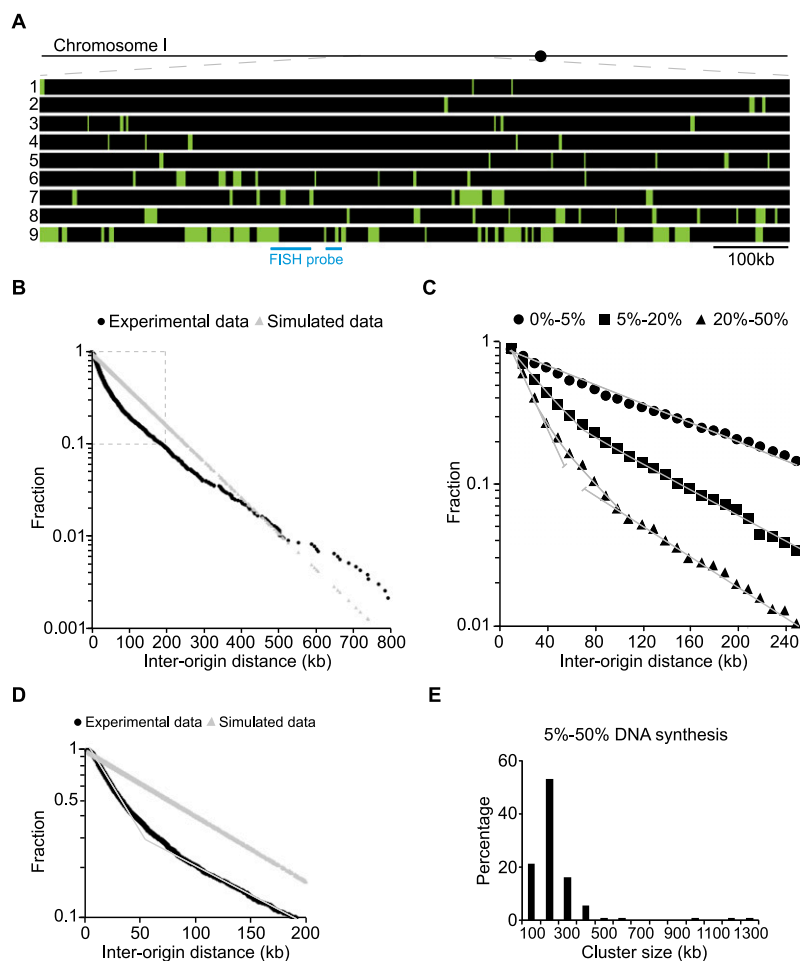 A
Chromosome I
1
2
3
4
5
6
7
8
9
FISH probe
100kb
B
Experimental data Simulated data
1
0.1
0.01
0.001
Fraction
0 100 200 300 400 500 600 700 800
Inter-origin distance (kb)
C
0%-5% 5%-20% 20%-50%
1
0.1
0.01
Fraction
0 40 80 120 160 200 240
Inter-origin distance (kb)
D
Experimental data Simulated data
1
0.5
0.1
Fraction
0 50 100 150 200
Inter-origin distance (kb)
E
5%-50% DNA synthesis
60
40
20
0
Percentage
100 300 500 700 900 1100 1300
Cluster size (kb)